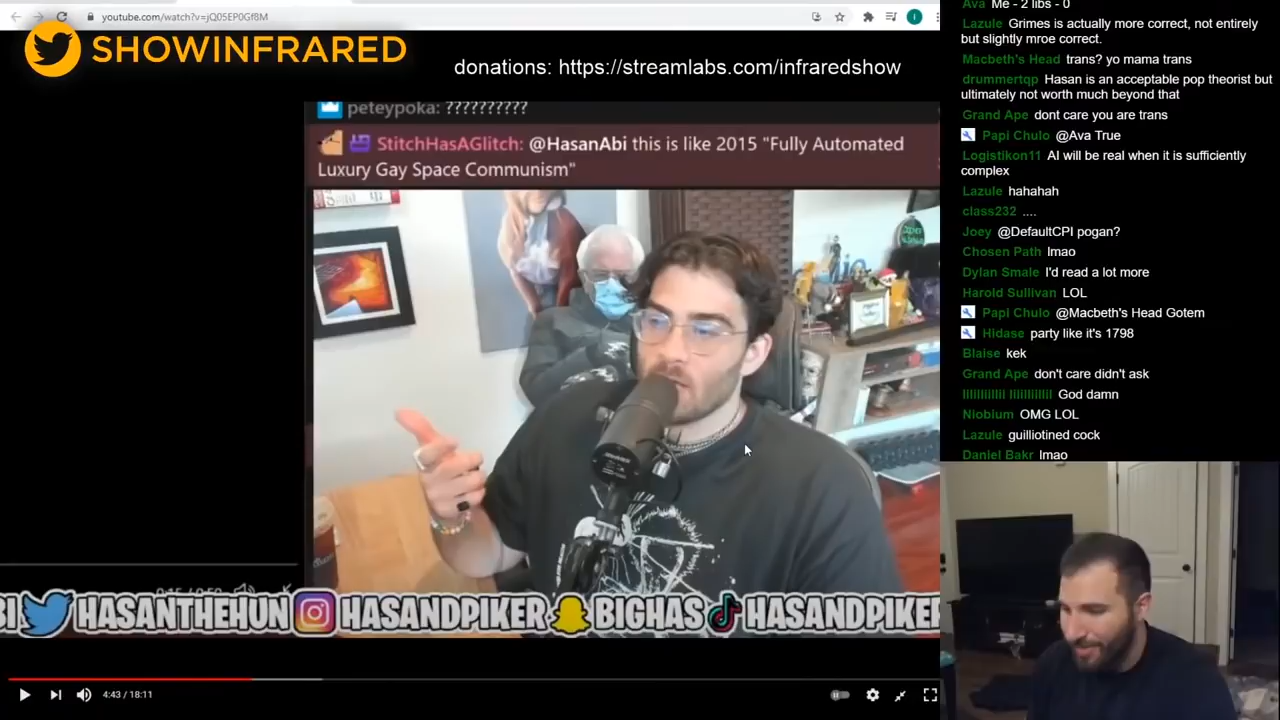 youtube.com/watch?v=jQ05EP0Gf8M
SHOWINFRARED
donations: https://streamlabs.com/infraredshow
peteypoka: ??????????
StitchHasAGlitch: @HasanAbi this is like 2015 "Fully Automated
Luxury Gay Space Communism"
HASANTHEHUN HASANDPIKER BIGHAS HASANDPIKER
4:43 / 18:11
Ava Me - 2 libs - 0
Lazule Grimes is actually more correct, not entirely
but slightly mroe correct.
Macbeth's Head trans? yo mama trans
drummertqp Hasan is an acceptable pop theorist but
ultimately not worth much beyond that
Grand Ape dont care you are trans
Papi Chulo @Ava True
Logistikon11 AI will be real when it is sufficiently
complex
Lazule hahahah
class232 ....
Joey @DefaultCPI pogan?
Chosen Path lmao
Dylan Smale I'd read a lot more
Harold Sullivan LOL
Papi Chulo @Macbeth's Head Gotem
Hidase party like it's 1798
Blaise kek
Grand Ape don't care didn't ask
God damn
Niobium OMG LOL
Lazule guilliotined cock
Daniel Bakr lmao